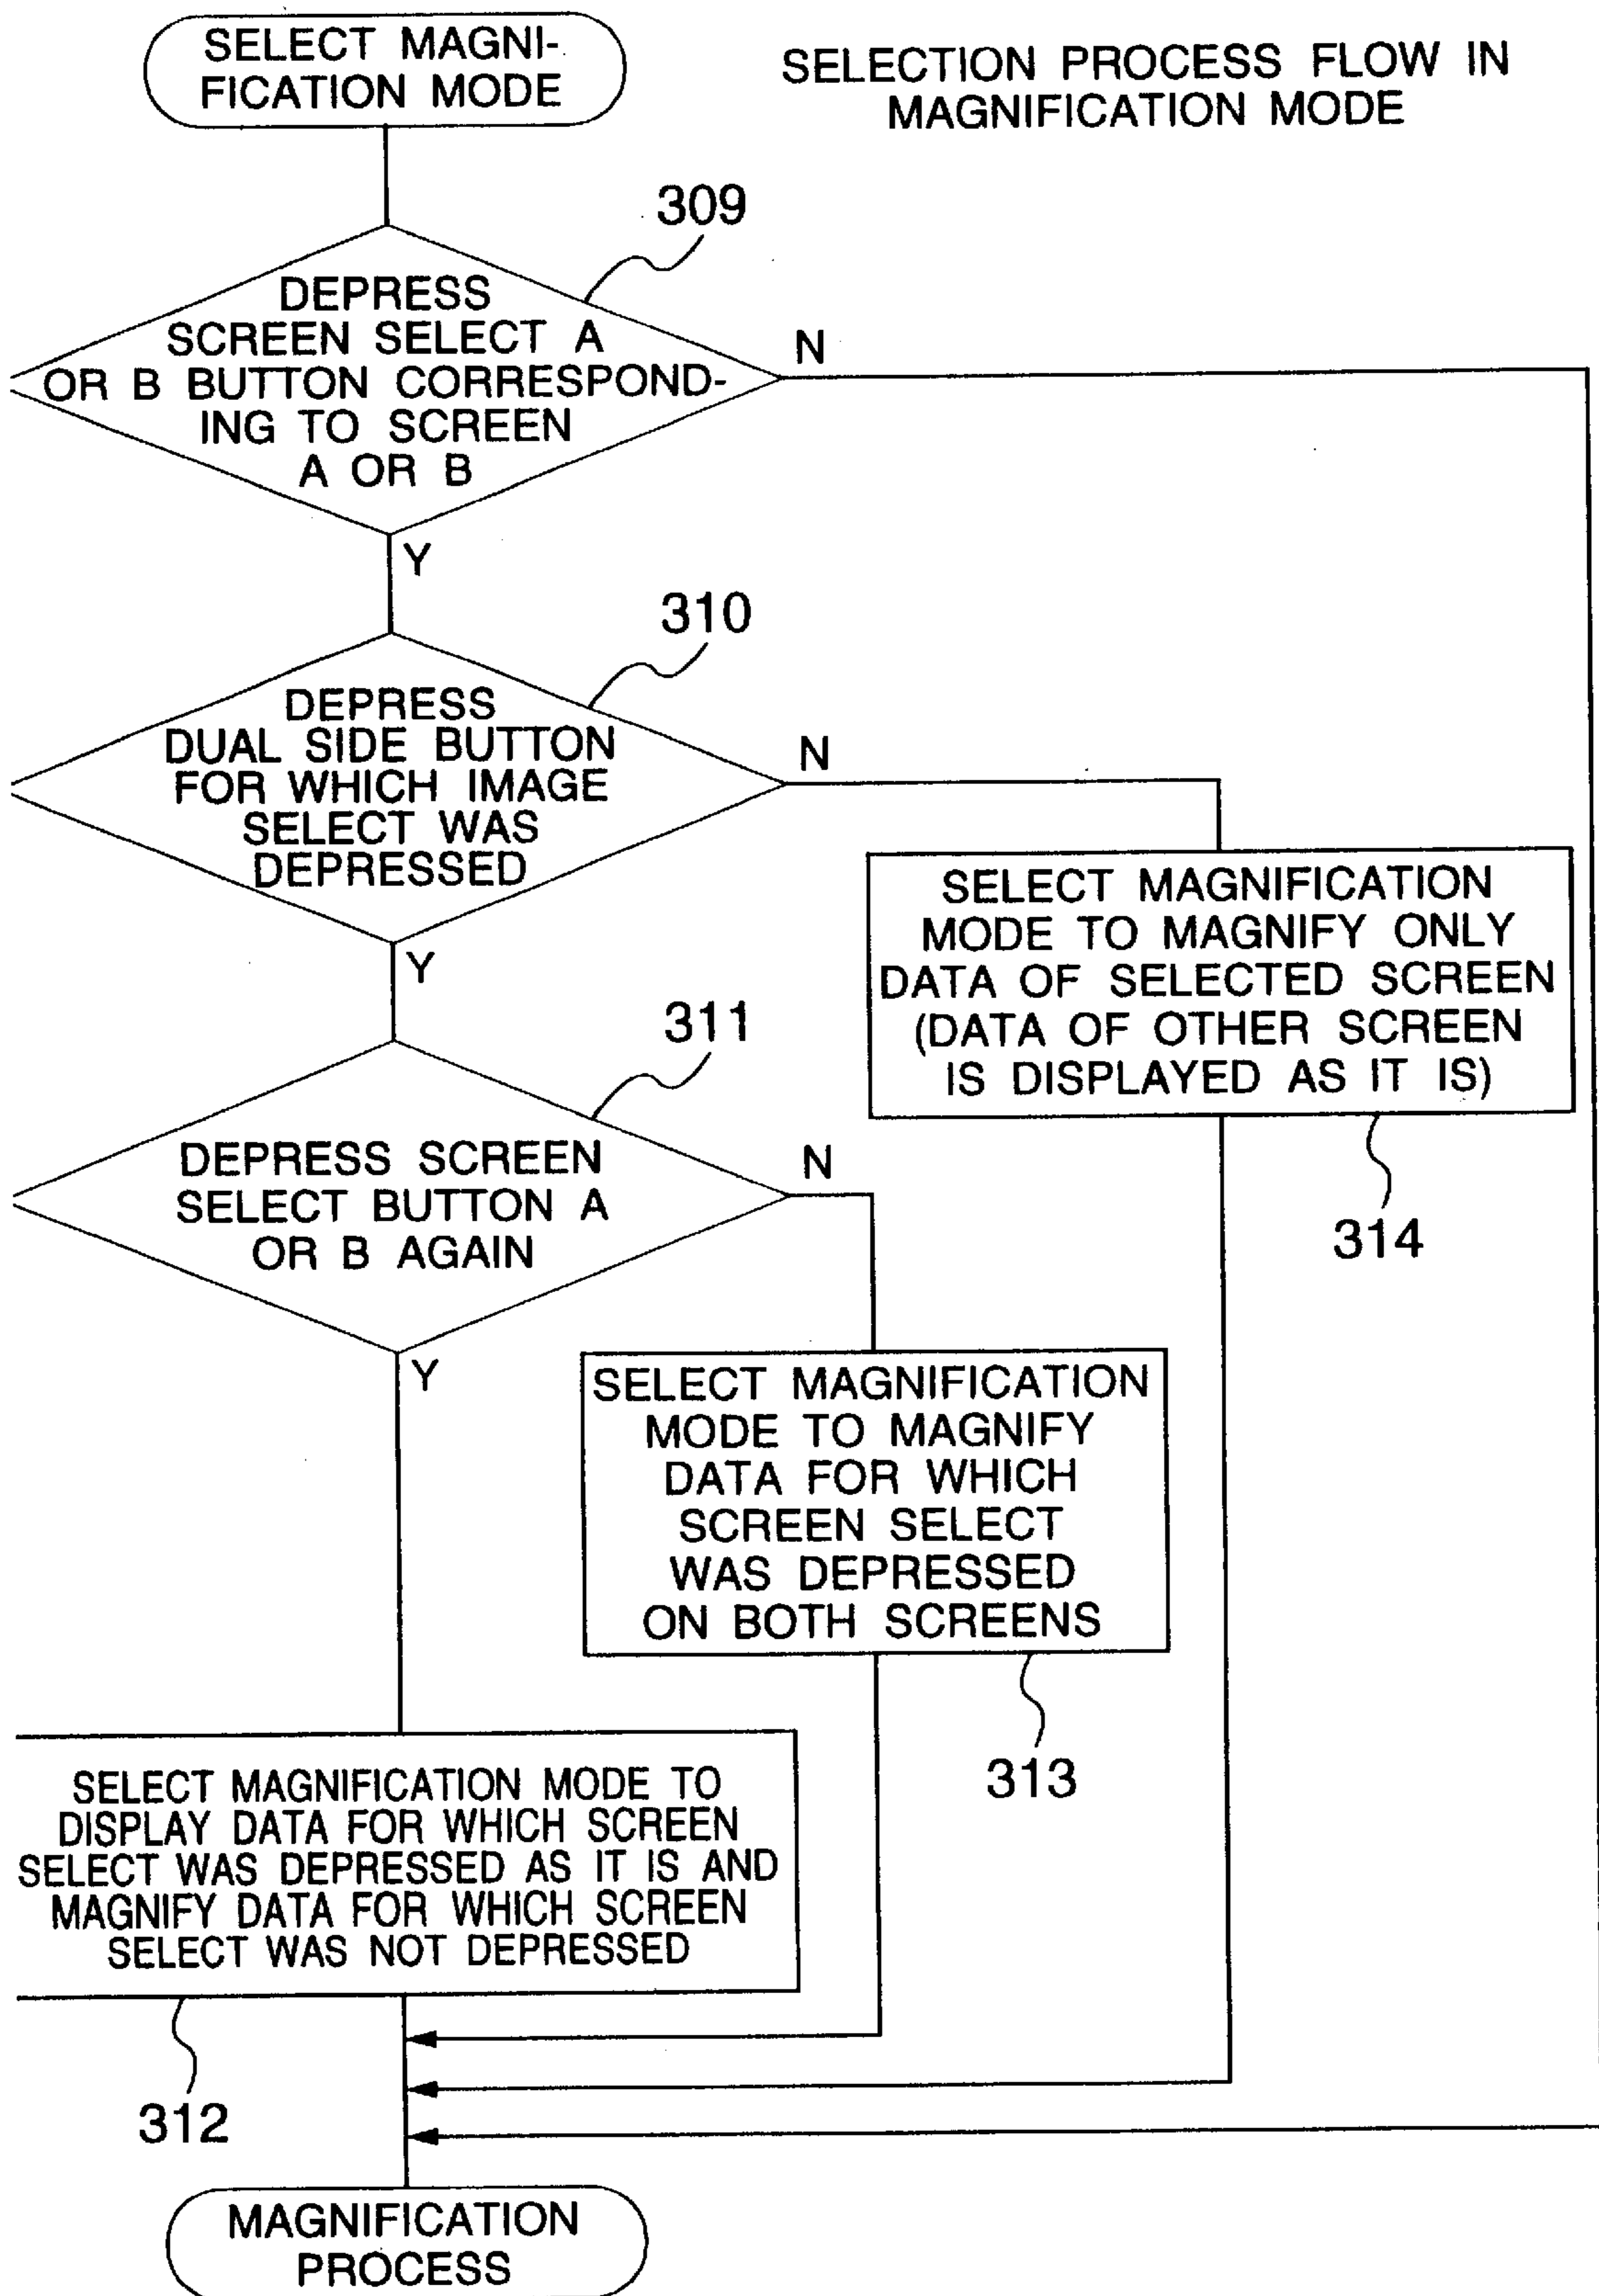 SELECT MAGNI-
FICATION MODE
SELECTION PROCESS FLOW IN
MAGNIFICATION MODE
309
DEPRESS
SCREEN SELECT A
OR B BUTTON CORRESPOND-
ING TO SCREEN
A OR B
N
Y
310
DEPRESS
DUAL SIDE BUTTON
FOR WHICH IMAGE
SELECT WAS
DEPRESSED
N
Y
SELECT MAGNIFICATION
MODE TO MAGNIFY ONLY
DATA OF SELECTED SCREEN
(DATA OF OTHER SCREEN
IS DISPLAYED AS IT IS)
314
311
DEPRESS SCREEN
SELECT BUTTON A
OR B AGAIN
N
Y
SELECT MAGNIFICATION
MODE TO MAGNIFY
DATA FOR WHICH
SCREEN SELECT
WAS DEPRESSED
ON BOTH SCREENS
313
SELECT MAGNIFICATION MODE TO
DISPLAY DATA FOR WHICH SCREEN
SELECT WAS DEPRESSED AS IT IS AND
MAGNIFY DATA FOR WHICH SCREEN
SELECT WAS NOT DEPRESSED
312
MAGNIFICATION
PROCESS